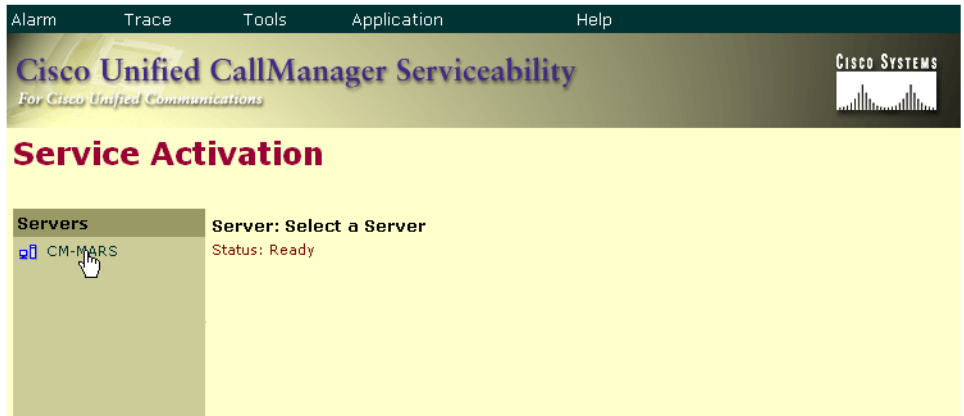 Alarm Trace Tools Application Help
Cisco Unified CallManager Serviceability
For Cisco Unified Communications
CISCO SYSTEMS
Service Activation
Servers
CM-MARS
Server: Select a Server
Status: Ready